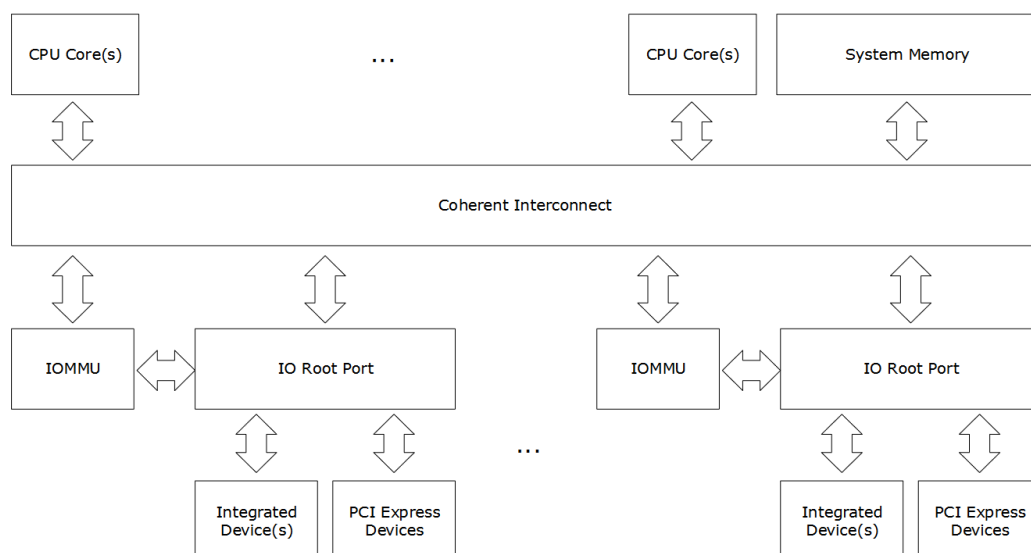 CPU Core(s)
...
CPU Core(s)
System Memory
Coherent Interconnect
IOMMU
IO Root Port
IOMMU
IO Root Port
...
Integrated
Device(s)
PCI Express
Devices
Integrated
Device(s)
PCI Express
Devices